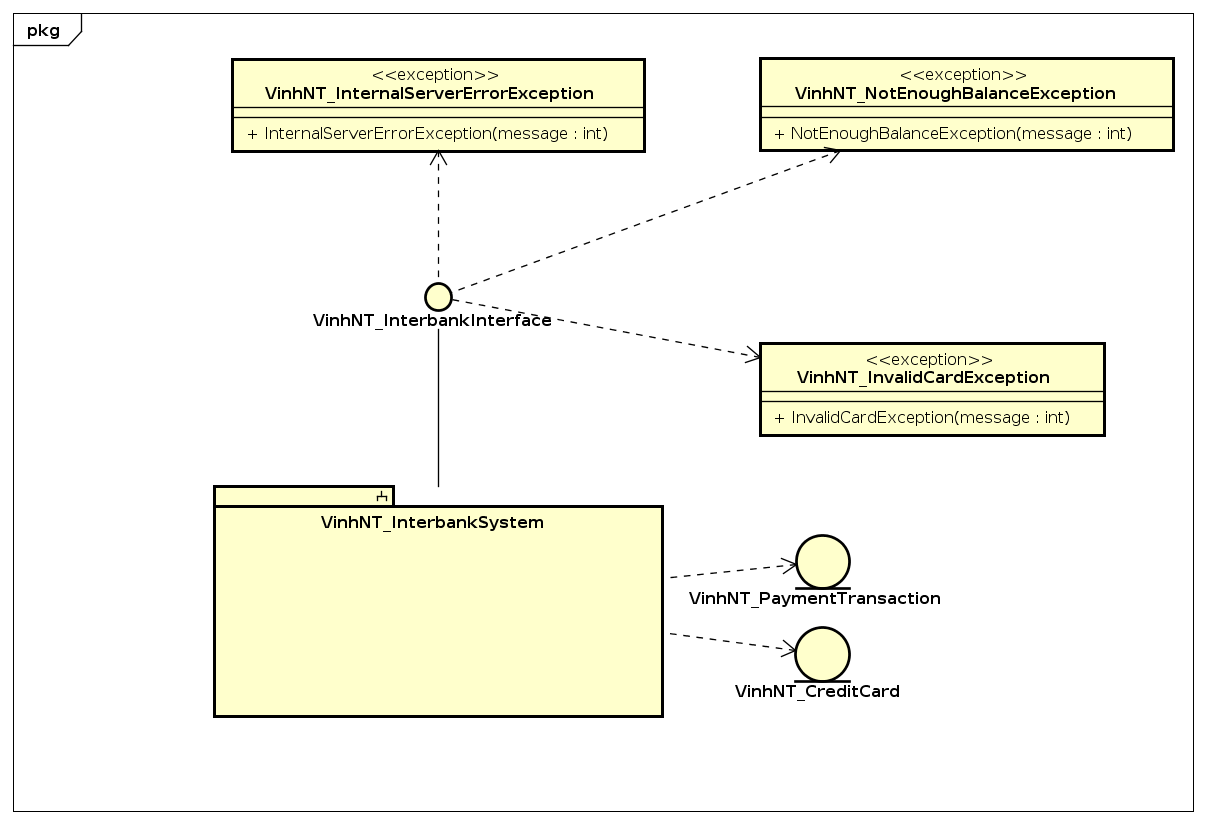 pkg
<<exception>>
VinhNT_InternalServerErrorException
+ InternalServerErrorException(message : int)
<<exception>>
VinhNT_NotEnoughBalanceException
+ NotEnoughBalanceException(message : int)
VinhNT_InterbankInterface
<<exception>>
VinhNT_InvalidCardException
+ InvalidCardException(message : int)
VinhNT_InterbankSystem
VinhNT_PaymentTransaction
VinhNT_CreditCard